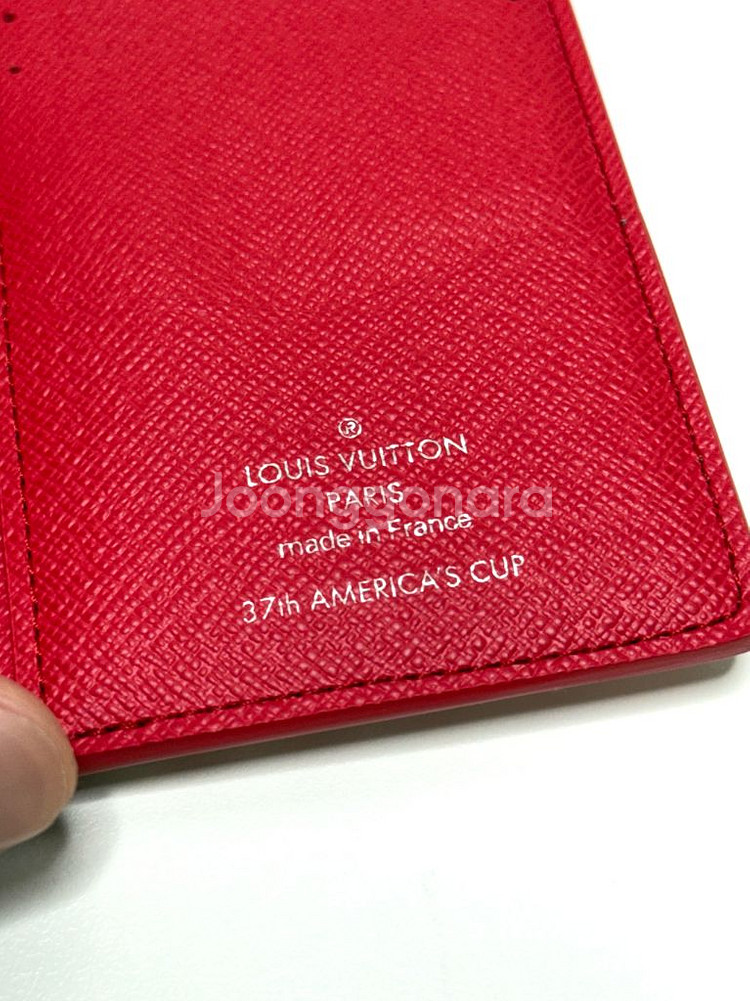 ®
LOUIS VUITTON
PARIS
made in France
37th AMERICA'S CUP
Joonggonara